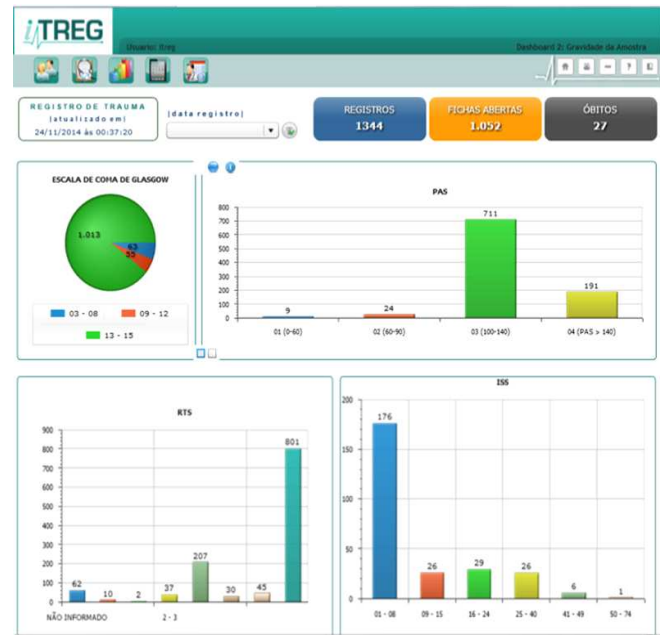 iTREG
Usuario: itreg
Dashboard 2: Gravidade da Amostra
REGISTRO DE TRAUMA
|atualizado em|
24/11/2014 às 00:37:20
|data registro|
REGISTROS
1344
FICHAS ABERTAS
1.052
ÓBITOS
27
ESCALA DE COMA DE GLASGOW
1.013
63
55
03 - 08
09 - 12
13 - 15
PAS
800
700
600
500
400
300
200
100
0
9
24
711
191
01 (0-60)
02 (60-90)
03 (100-140)
04 (PAS > 140)
RTS
900
800
700
600
500
400
300
200
100
0
62
10
2
37
207
30
45
801
NÃO INFORMADO
2 - 3
ISS
200
150
100
50
0
176
26
29
26
6
1
01 - 08
09 - 15
16 - 24
25 - 40
41 - 49
50 - 74